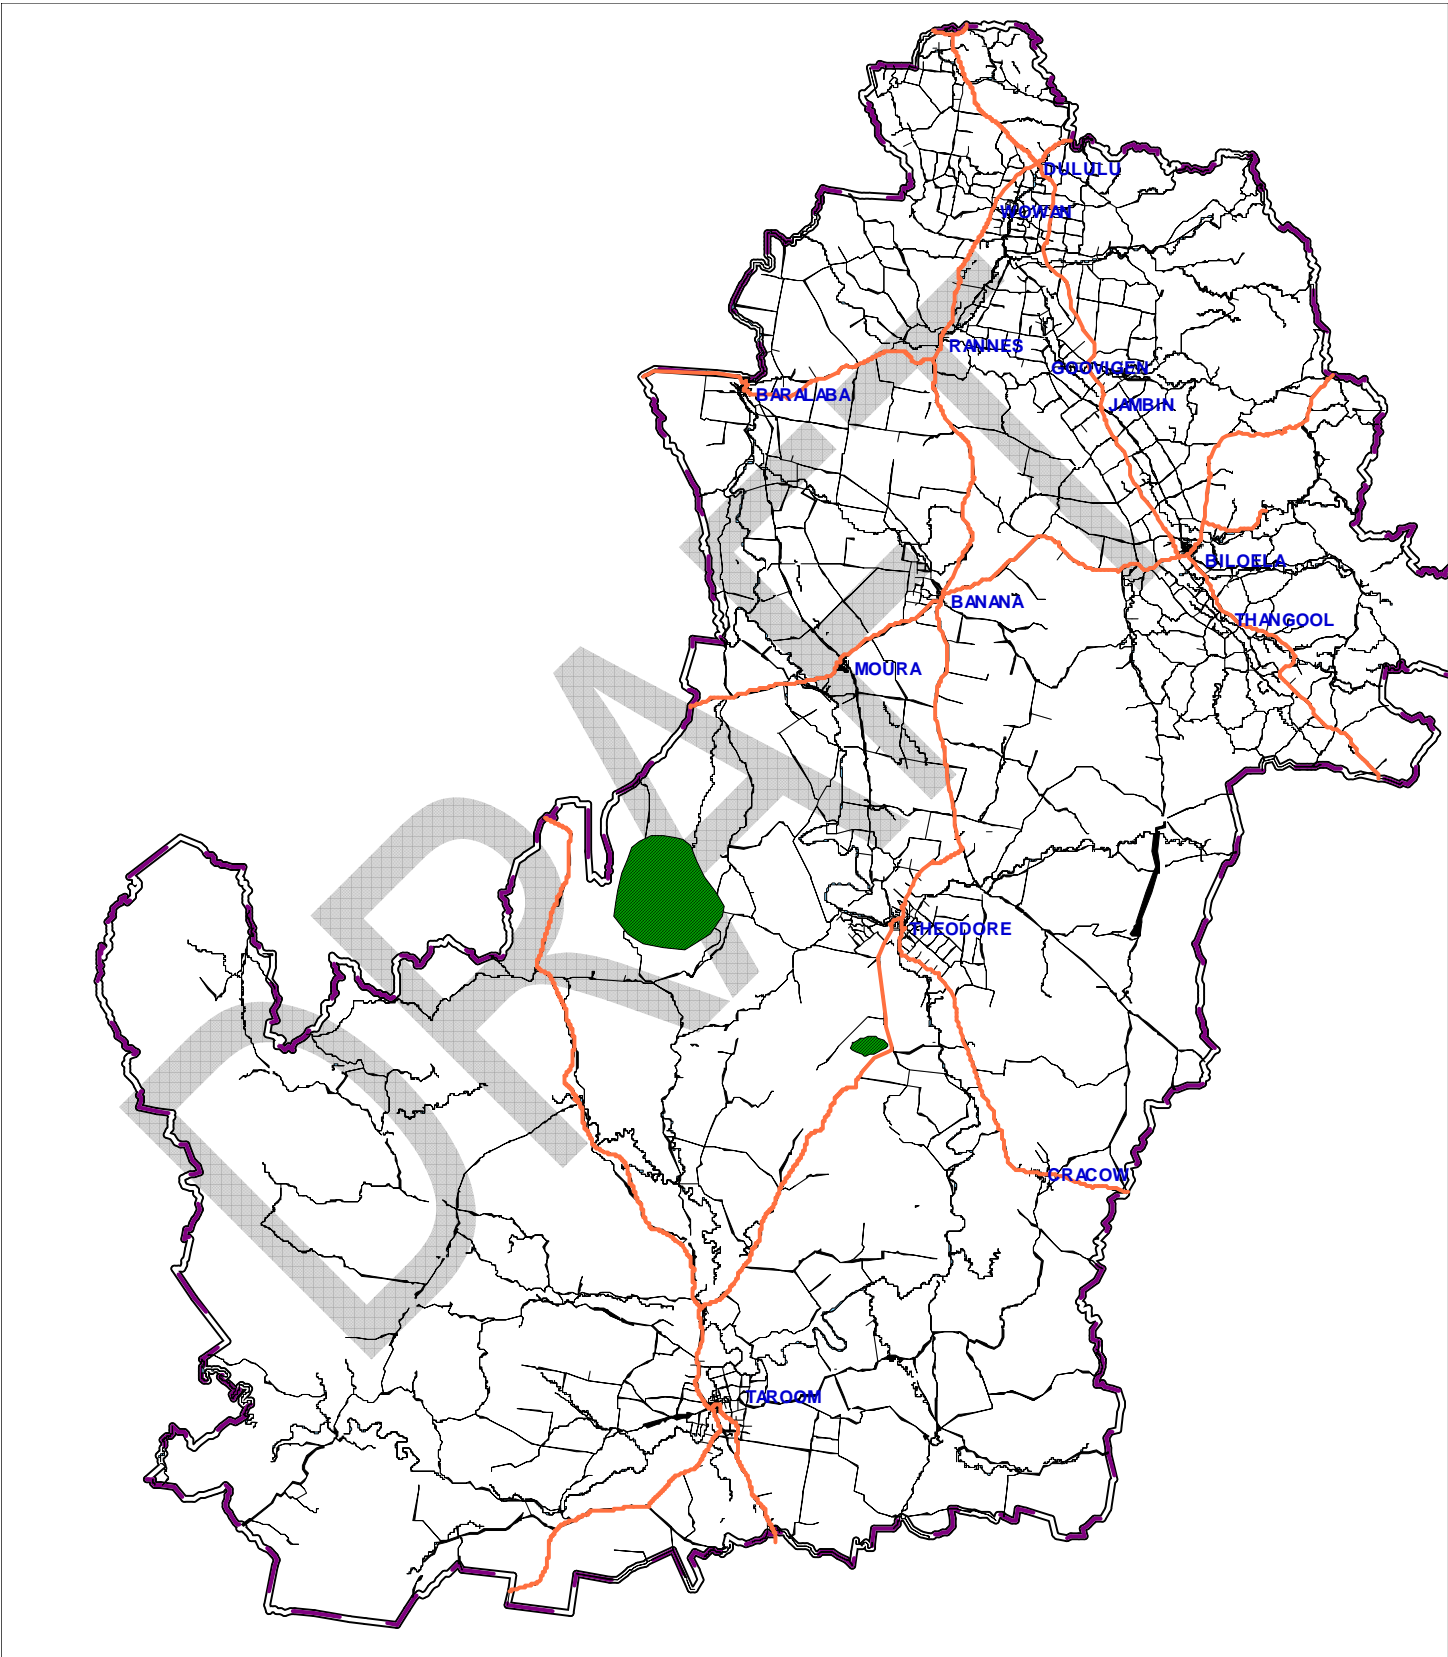 DULULU
WOWAN
RANNES
GOOVIGEN
BARALABA
JAMBIN
BILOELA
BANANA
THANGOOL
MOURA
THEODORE
CRACOW
TAROOM
DRAFT